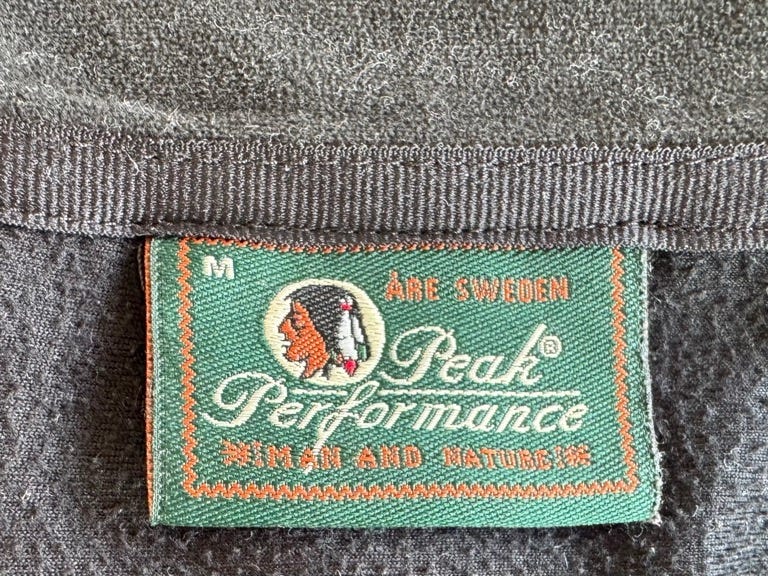 M
ÅRE SWEDEN
Peak®
Performance
MAN AND NATURE